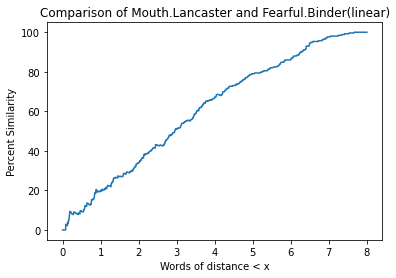 Comparison of Mouth.Lancaster and Fearful.Binder(linear)
Percent Similarity
100
80
60
40
20
0
0 1 2 3 4 5 6 7 8
Words of distance < x